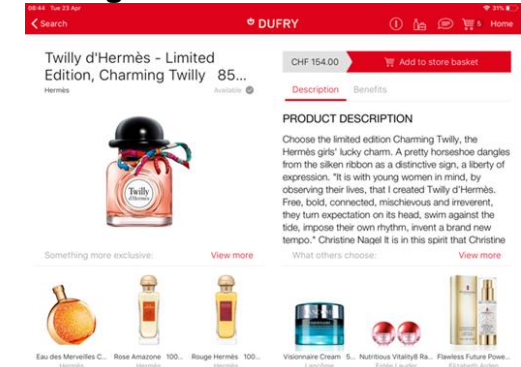 08:44 Tue 23 Apr
31%
Search
DUFRY
5 Home
Twilly d'Hermès - Limited
Edition, Charming Twilly 85...
Hermès
Available
CHF 154.00
Add to store basket
Description Benefits
PRODUCT DESCRIPTION
Choose the limited edition Charming Twilly, the
Hermès girls' lucky charm. A pretty horseshoe dangles
from the silken ribbon as a distinctive sign, a liberty of
expression. "It is with young women in mind, by
observing their lives, that I created Twilly d'Hermès.
Free, bold, connected, mischievous and irreverent,
they turn expectation on its head, swim against the
tide, impose their own rhythm, invent a brand new
tempo." Christine Nagel It is in this spirit that Christine
Twilly
d'Hermès
Something more exclusive:
View more
What others choose:
View more
Eau des Merveilles C...
Hermès
Rose Amazone 100...
Hermès
Rouge Hermès 100...
Hermès
Visionnaire Cream 5...
Lancôme
Nutritious Vitality8 Ra...
Estée Lauder
Flawless Future Powe...
Elizabeth Arden